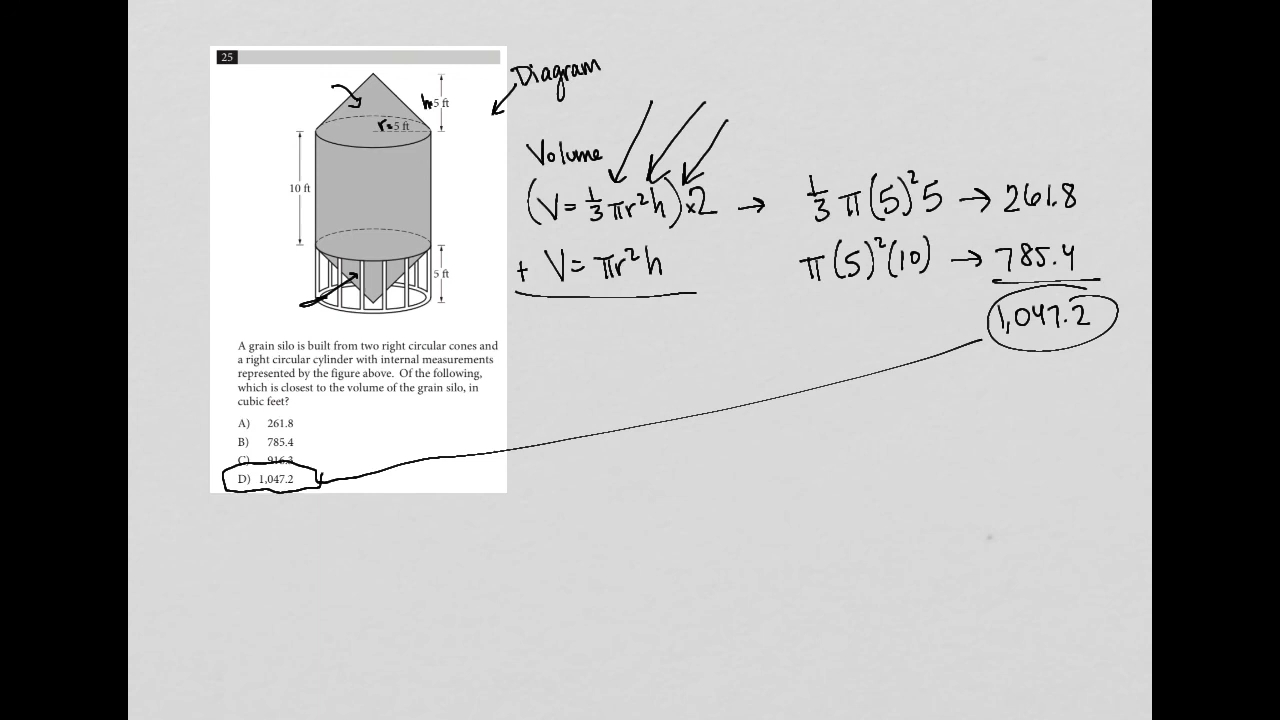 25
Diagram
h=5 ft
r=5 ft
10 ft
5 ft
A grain silo is built from two right circular cones and
a right circular cylinder with internal measurements
represented by the figure above. Of the following,
which is closest to the volume of the grain silo, in
cubic feet?
A) 261.8
B) 785.4
C) 916.3
D) 1,047.2
Volume
(V = 1/3 πr²h) × 2 → 1/3 π(5)²5 → 261.8
+ V = πr²h π(5)²(10) → 785.4
1,047.2